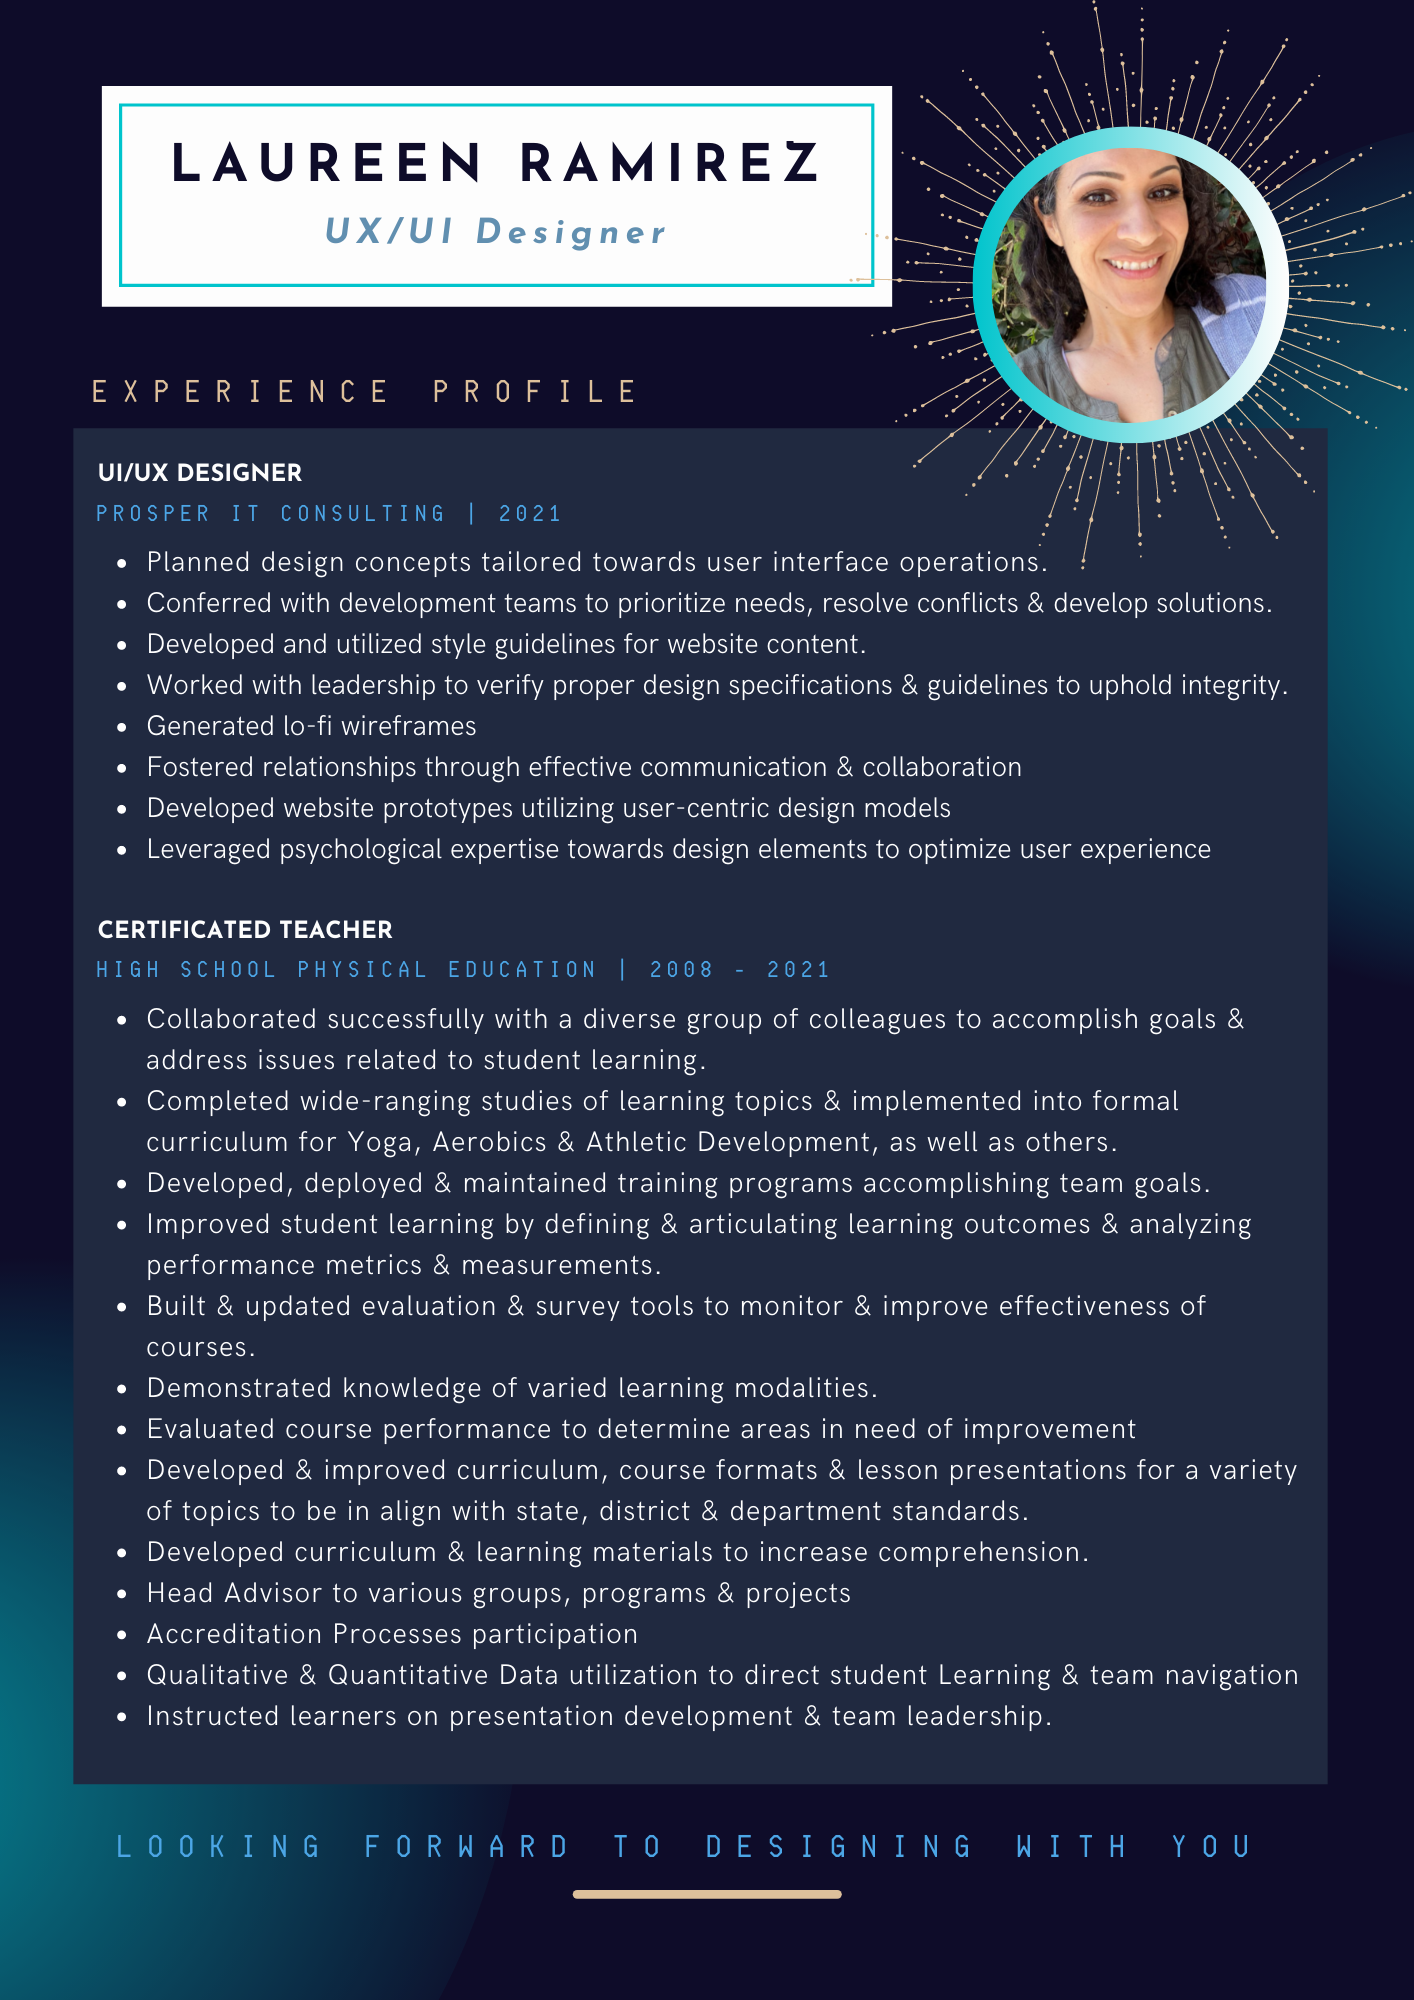 LAUREEN RAMIREZ
UX/UI Designer
EXPERIENCE PROFILE
UI/UX DESIGNER
PROSPER IT CONSULTING | 2021
• Planned design concepts tailored towards user interface operations.
• Conferred with development teams to prioritize needs, resolve conflicts & develop solutions.
• Developed and utilized style guidelines for website content.
• Worked with leadership to verify proper design specifications & guidelines to uphold integrity.
• Generated lo-fi wireframes
• Fostered relationships through effective communication & collaboration
• Developed website prototypes utilizing user-centric design models
• Leveraged psychological expertise towards design elements to optimize user experience
CERTIFICATED TEACHER
HIGH SCHOOL PHYSICAL EDUCATION | 2008 - 2021
• Collaborated successfully with a diverse group of colleagues to accomplish goals &
address issues related to student learning.
• Completed wide-ranging studies of learning topics & implemented into formal
curriculum for Yoga, Aerobics & Athletic Development, as well as others.
• Developed, deployed & maintained training programs accomplishing team goals.
• Improved student learning by defining & articulating learning outcomes & analyzing
performance metrics & measurements.
• Built & updated evaluation & survey tools to monitor & improve effectiveness of
courses.
• Demonstrated knowledge of varied learning modalities.
• Evaluated course performance to determine areas in need of improvement
• Developed & improved curriculum, course formats & lesson presentations for a variety
of topics to be in align with state, district & department standards.
• Developed curriculum & learning materials to increase comprehension.
• Head Advisor to various groups, programs & projects
• Accreditation Processes participation
• Qualitative & Quantitative Data utilization to direct student Learning & team navigation
• Instructed learners on presentation development & team leadership.
LOOKING FORWARD TO DESIGNING WITH YOU